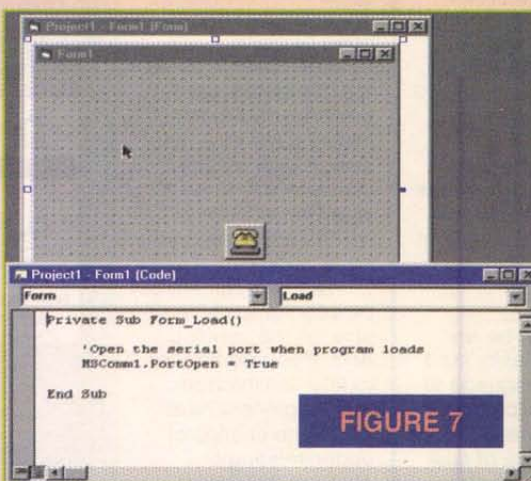 Project1 - Form1 (Form)
Form1
Project1 - Form1 (Code)
Form
Load
Private Sub Form_Load()
'Open the serial port when program loads
MSComm1.PortOpen = True
End Sub
FIGURE 7